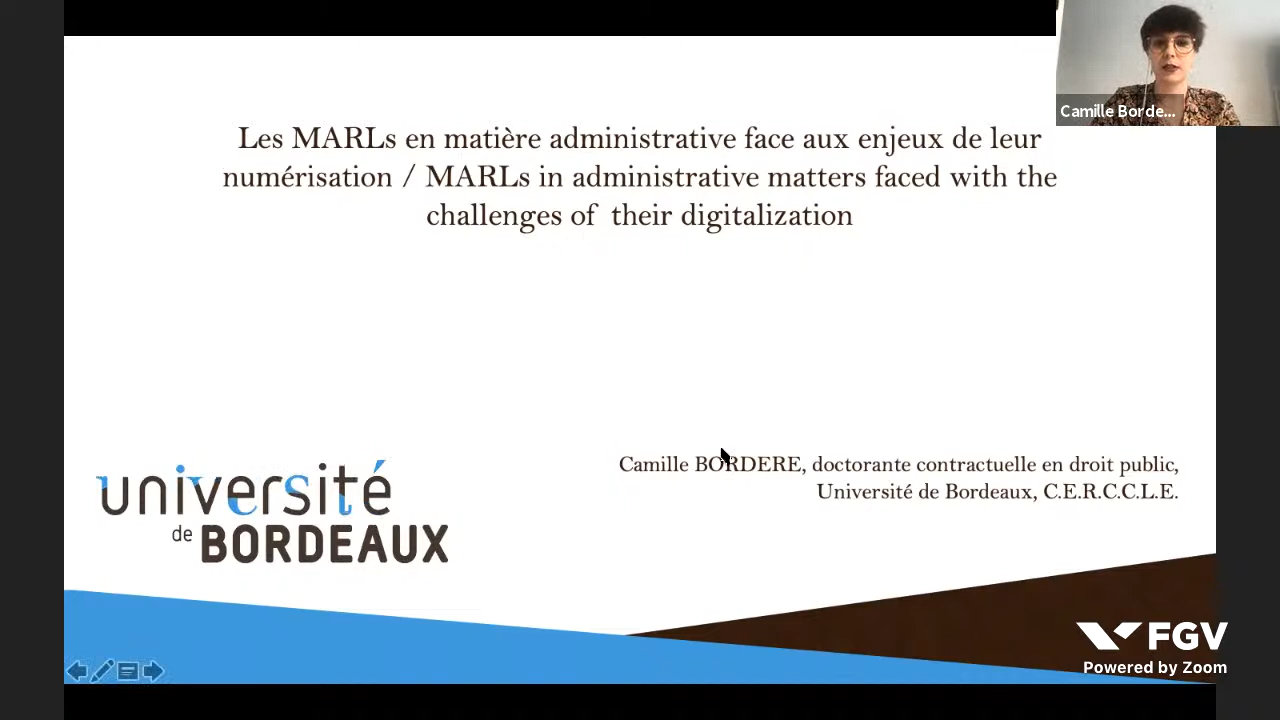 Camille Borde...
Les MARLs en matière administrative face aux enjeux de leur
numérisation / MARLs in administrative matters faced with the
challenges of their digitalization
Camille BORDERE, doctorante contractuelle en droit public,
Université de Bordeaux, C.E.R.C.C.L.E.
université
de BORDEAUX
FGV
Powered by Zoom